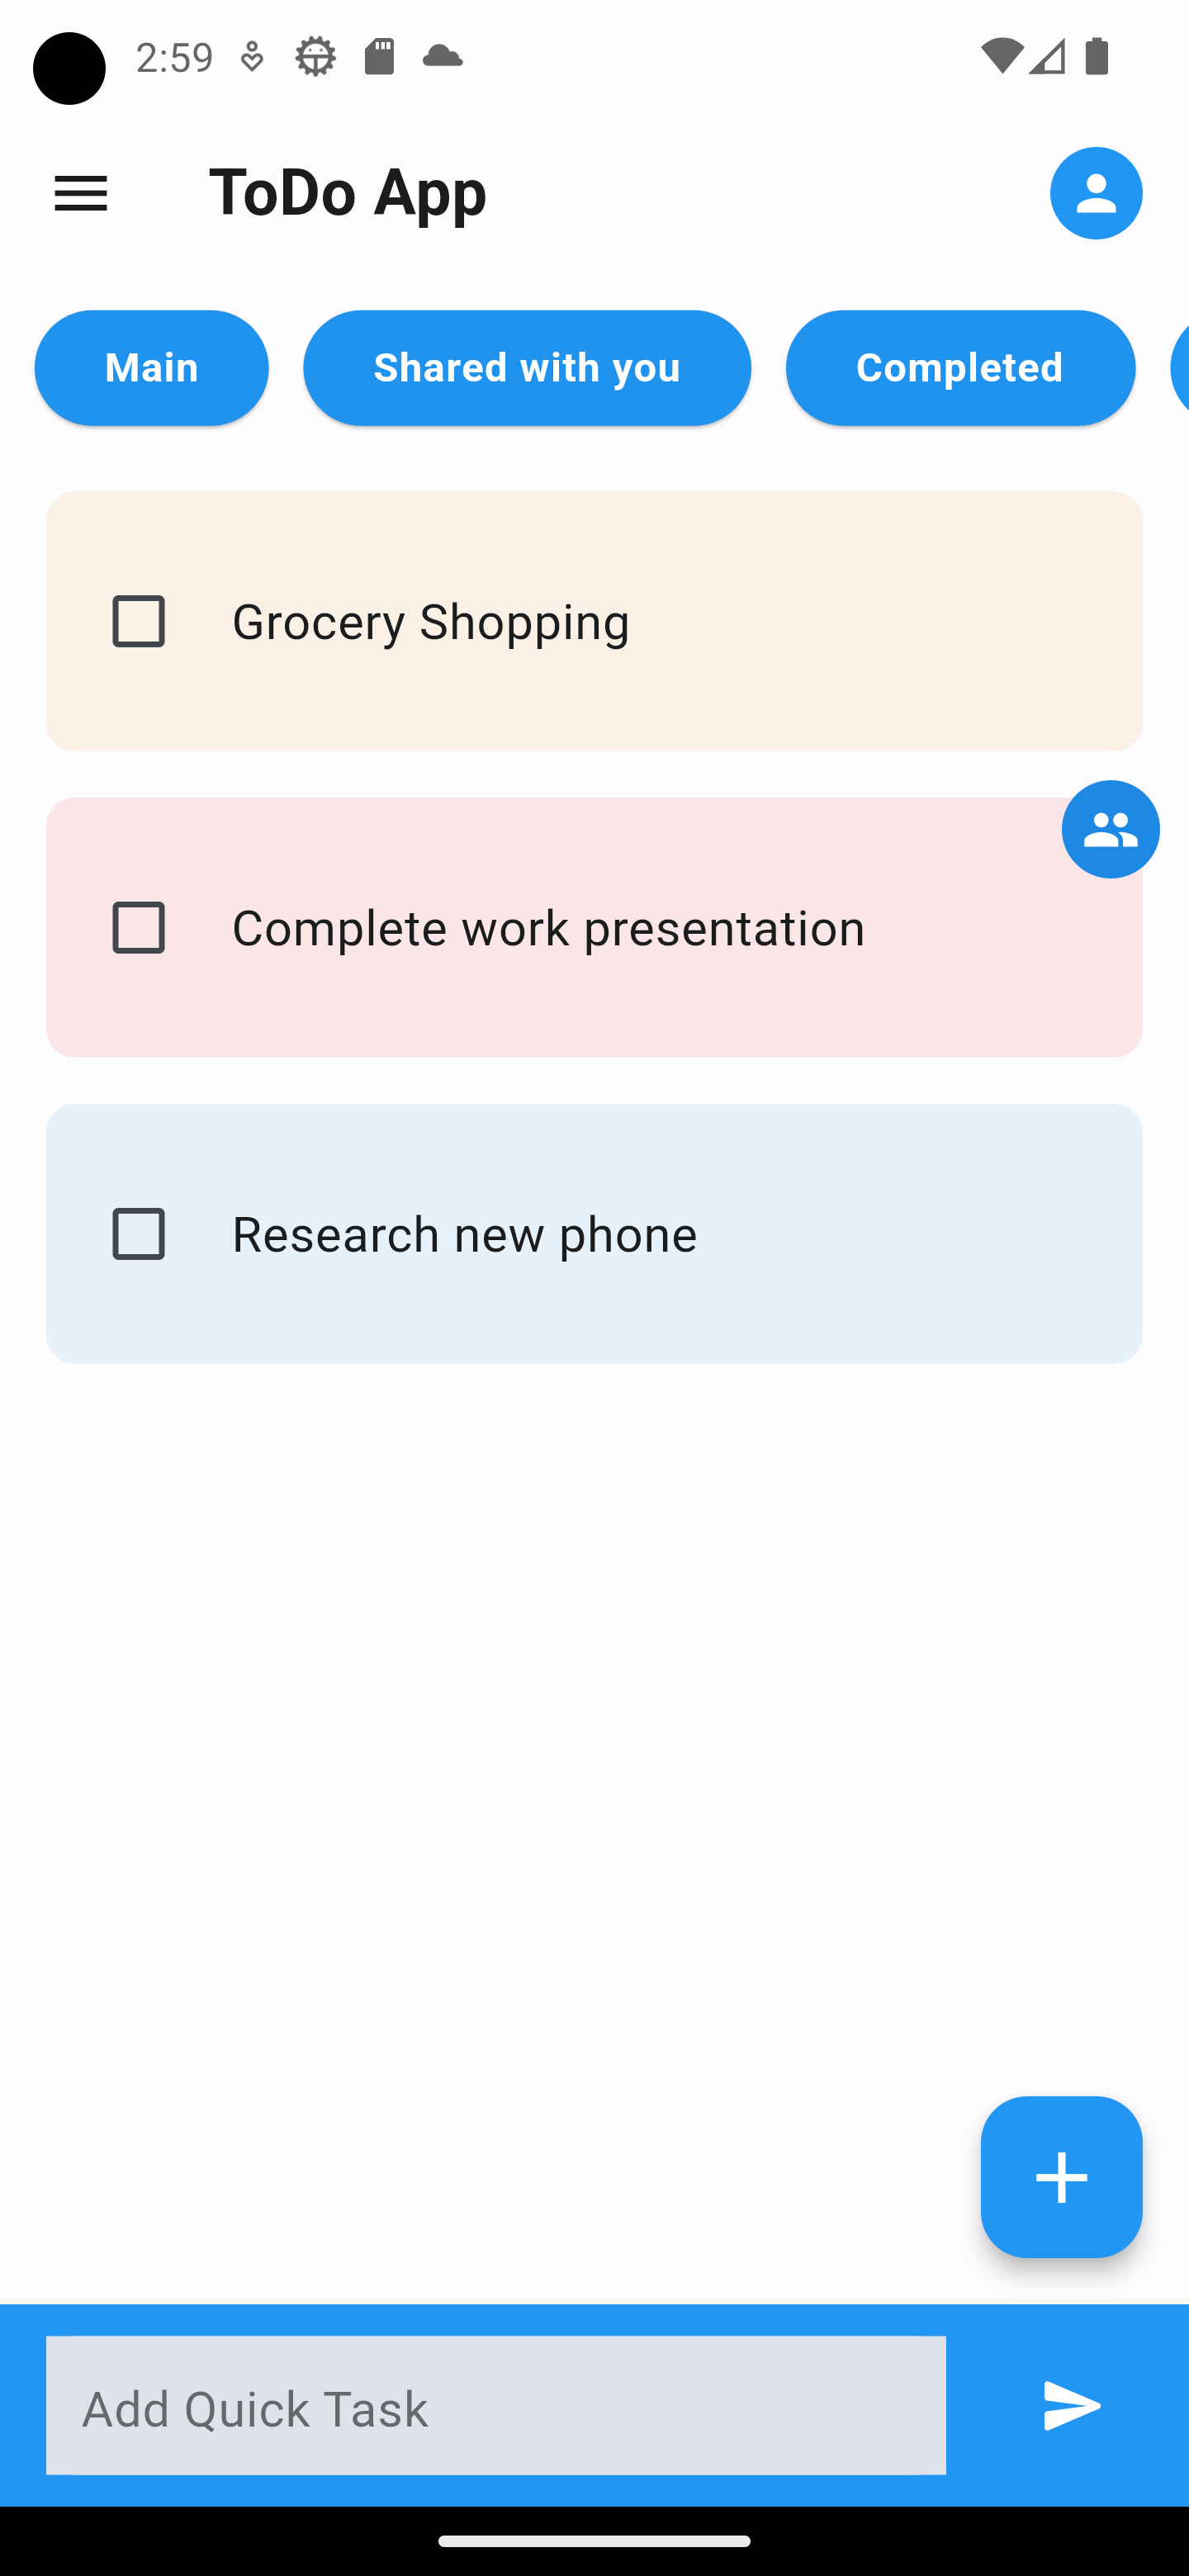 2:59
ToDo App
Main
Shared with you
Completed
Grocery Shopping
Complete work presentation
Research new phone
Add Quick Task